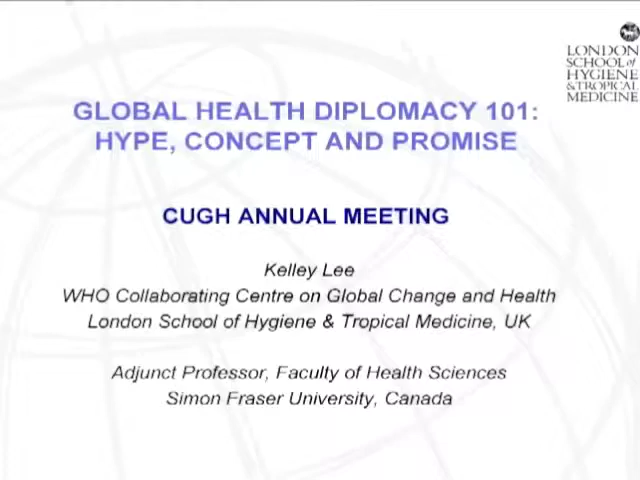 LONDON
SCHOOL of
HYGIENE
& TROPICAL
MEDICINE
GLOBAL HEALTH DIPLOMACY 101:
HYPE, CONCEPT AND PROMISE
CUGH ANNUAL MEETING
Kelley Lee
WHO Collaborating Centre on Global Change and Health
London School of Hygiene & Tropical Medicine, UK
Adjunct Professor, Faculty of Health Sciences
Simon Fraser University, Canada